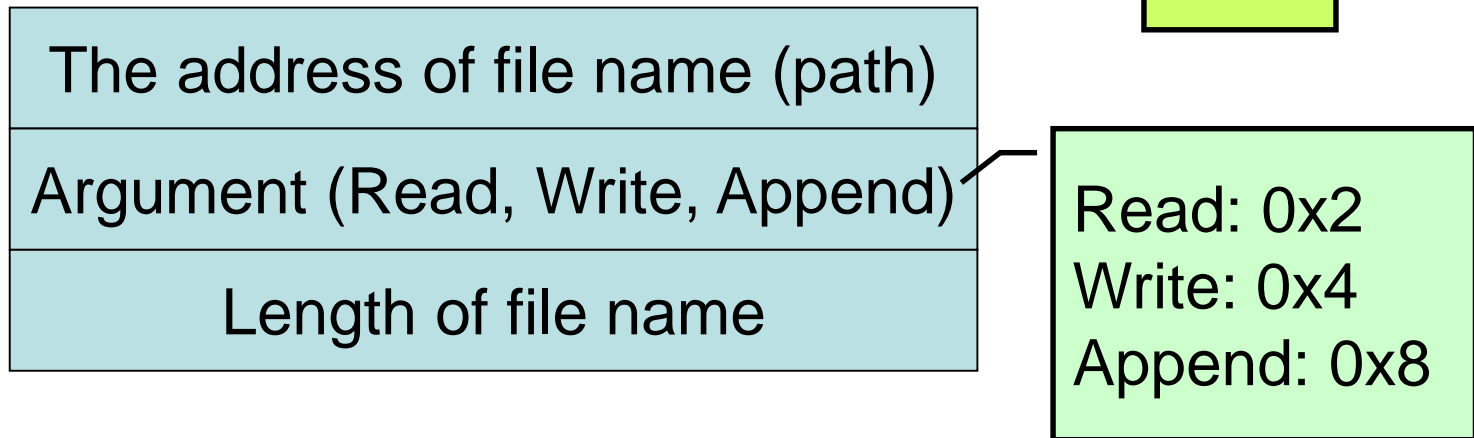 The address of file name (path)
Argument (Read, Write, Append)
Length of file name
Read: 0x2
Write: 0x4
Append: 0x8